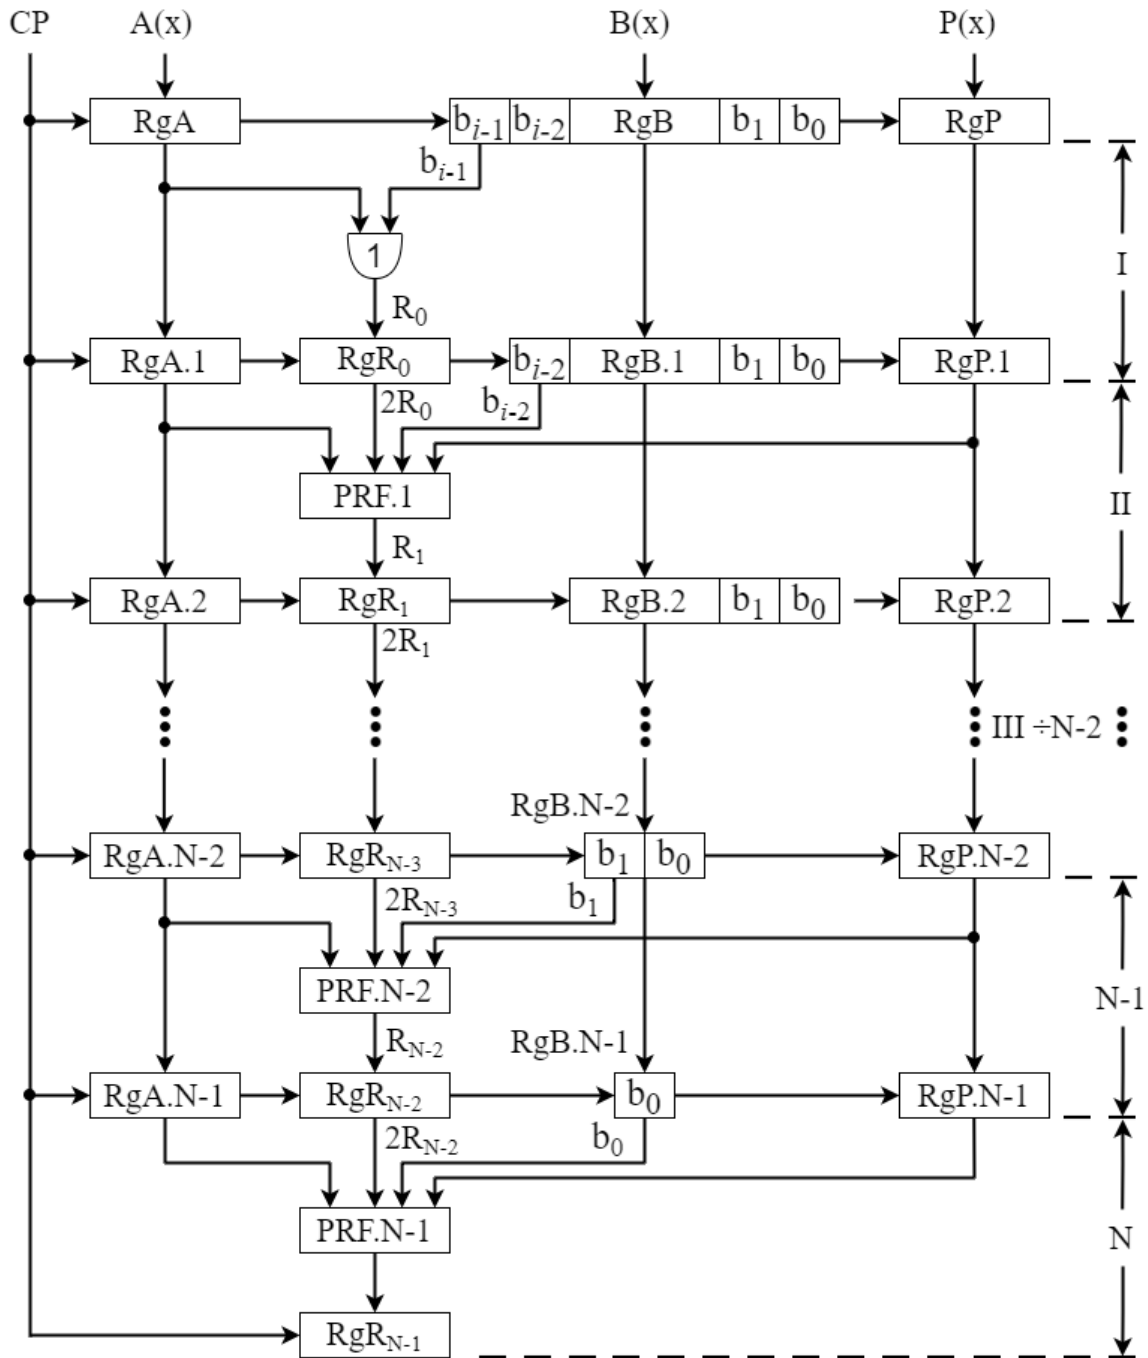 CP A(x) B(x) P(x)
RgA b_{i-1} b_{i-2} RgB b_1 b_0 RgP
b_{i-1}
1
I
R_0
RgA.1 RgR_0 b_{i-2} RgB.1 b_1 b_0 RgP.1
2R_0 b_{i-2}
PRF.1
II
R_1
RgA.2 RgR_1 RgB.2 b_1 b_0 RgP.2
2R_1
III ÷N-2
RgB.N-2
RgA.N-2 RgR_{N-3} b_1 b_0 RgP.N-2
2R_{N-3} b_1
PRF.N-2
N-1
R_{N-2} RgB.N-1
RgA.N-1 RgR_{N-2} b_0 RgP.N-1
2R_{N-2} b_0
PRF.N-1
N
RgR_{N-1}